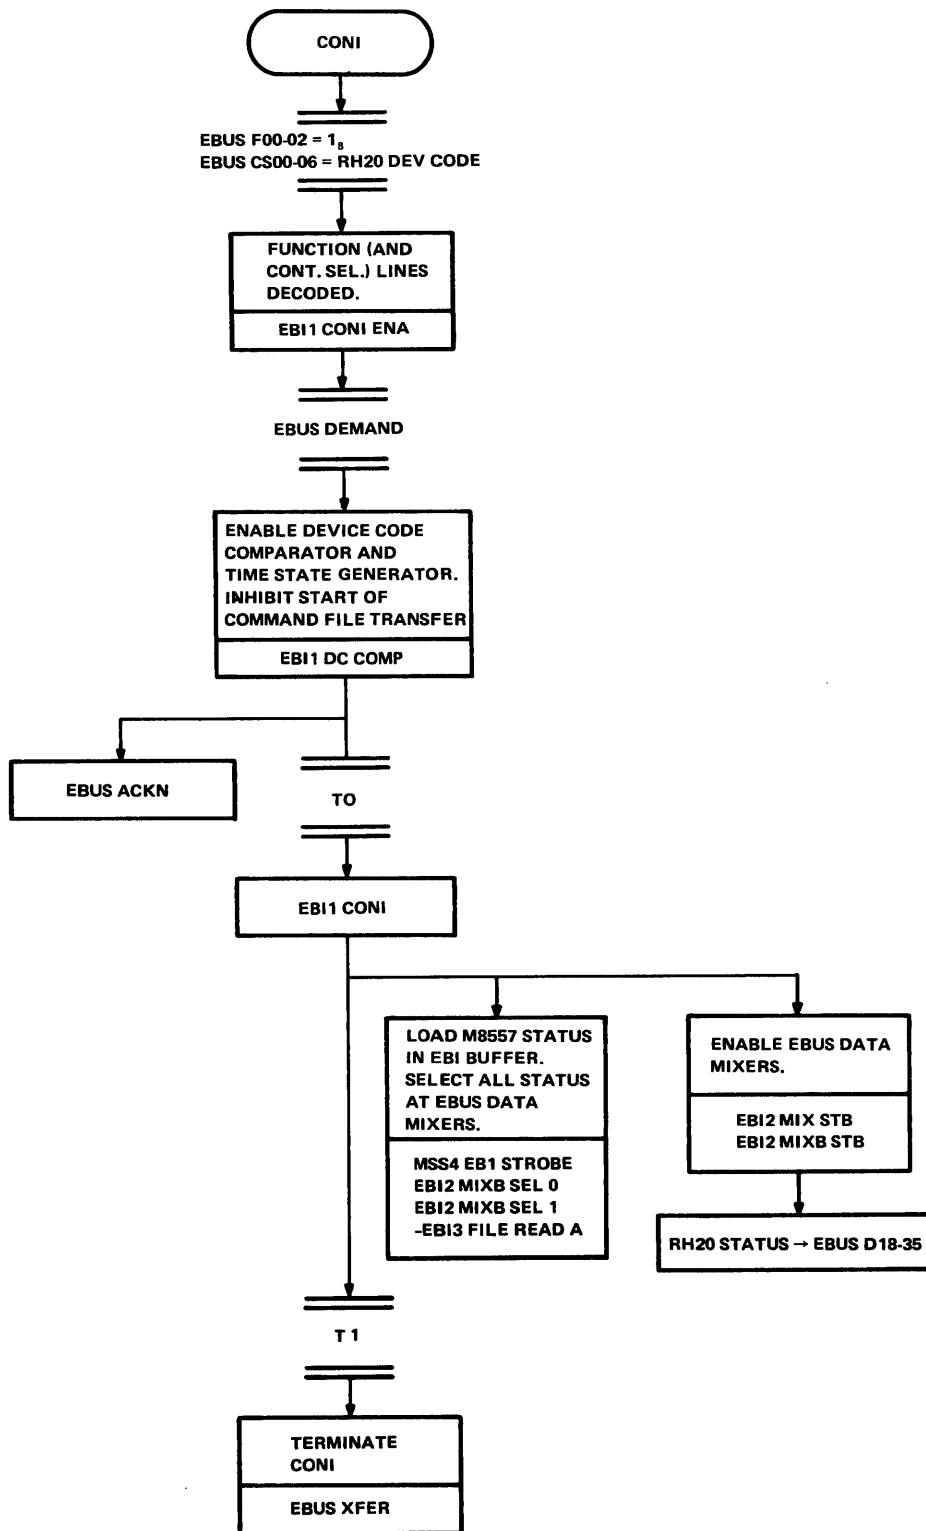 CONI
EBUS F00-02 = 1₈
EBUS CS00-06 = RH20 DEV CODE
FUNCTION (AND
CONT. SEL.) LINES
DECODED.
EBI1 CONI ENA
EBUS DEMAND
ENABLE DEVICE CODE
COMPARATOR AND
TIME STATE GENERATOR.
INHIBIT START OF
COMMAND FILE TRANSFER
EBI1 DC COMP
EBUS ACKN
TO
EBI1 CONI
LOAD M8557 STATUS
IN EBI BUFFER.
SELECT ALL STATUS
AT EBUS DATA
MIXERS.
MSS4 EB1 STROBE
EBI2 MIXB SEL 0
EBI2 MIXB SEL 1
-EBI3 FILE READ A
ENABLE EBUS DATA
MIXERS.
EBI2 MIX STB
EBI2 MIXB STB
RH20 STATUS → EBUS D18-35
T 1
TERMINATE
CONI
EBUS XFER